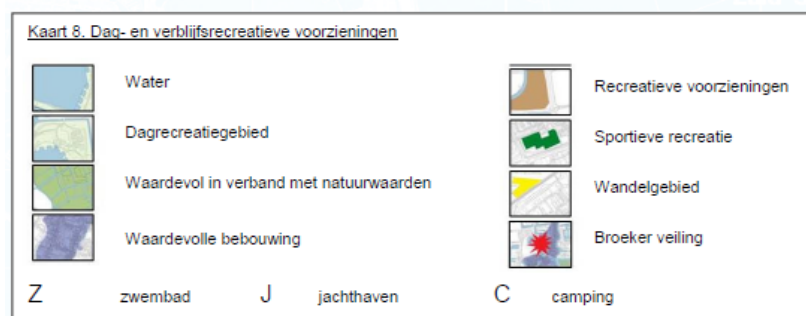 Kaart 8. Dag- en verblijfsrecreatieve voorzieningen
Water
Dagrecreatiegebied
Waardevol in verband met natuurwaarden
Waardevolle bebouwing
Recreatieve voorzieningen
Sportieve recreatie
Wandelgebied
Broeker veiling
Z zwembad J jachthaven C camping